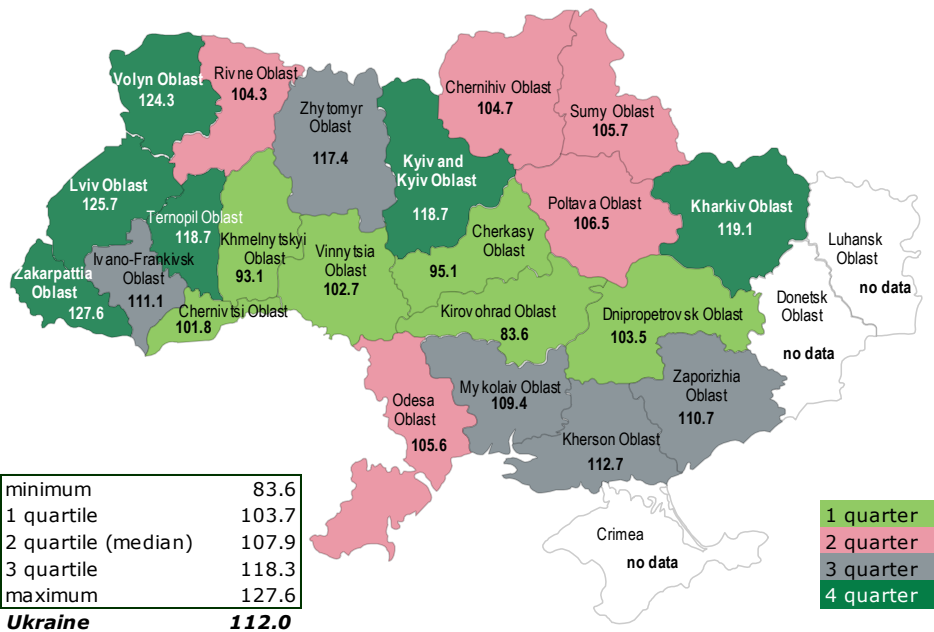 Volyn Oblast
124.3
Rivne Oblast
104.3
Zhytomyr
Oblast
117.4
Chernihiv Oblast
104.7
Sumy Oblast
105.7
Kyiv and
Kyiv Oblast
118.7
Lviv Oblast
125.7
Ternopil Oblast
118.7
Khmelnytskyi
Oblast
93.1
Vinnytsia
Oblast
102.7
Cherkasy
Oblast
95.1
Poltava Oblast
106.5
Kharkiv Oblast
119.1
Luhansk
Oblast
no data
Zakarpattia
Oblast
127.6
Ivano-Frankivsk
Oblast
111.1
Chernivtsi Oblast
101.8
Kirovohrad Oblast
83.6
Dnipropetrovsk Oblast
103.5
Donetsk
Oblast
no data
Odesa
Oblast
105.6
Mykolaiv Oblast
109.4
Kherson Oblast
112.7
Zaporizhia
Oblast
110.7
Crimea
no data
minimum 83.6
1 quartile 103.7
2 quartile (median) 107.9
3 quartile 118.3
maximum 127.6
Ukraine 112.0
1 quarter
2 quarter
3 quarter
4 quarter